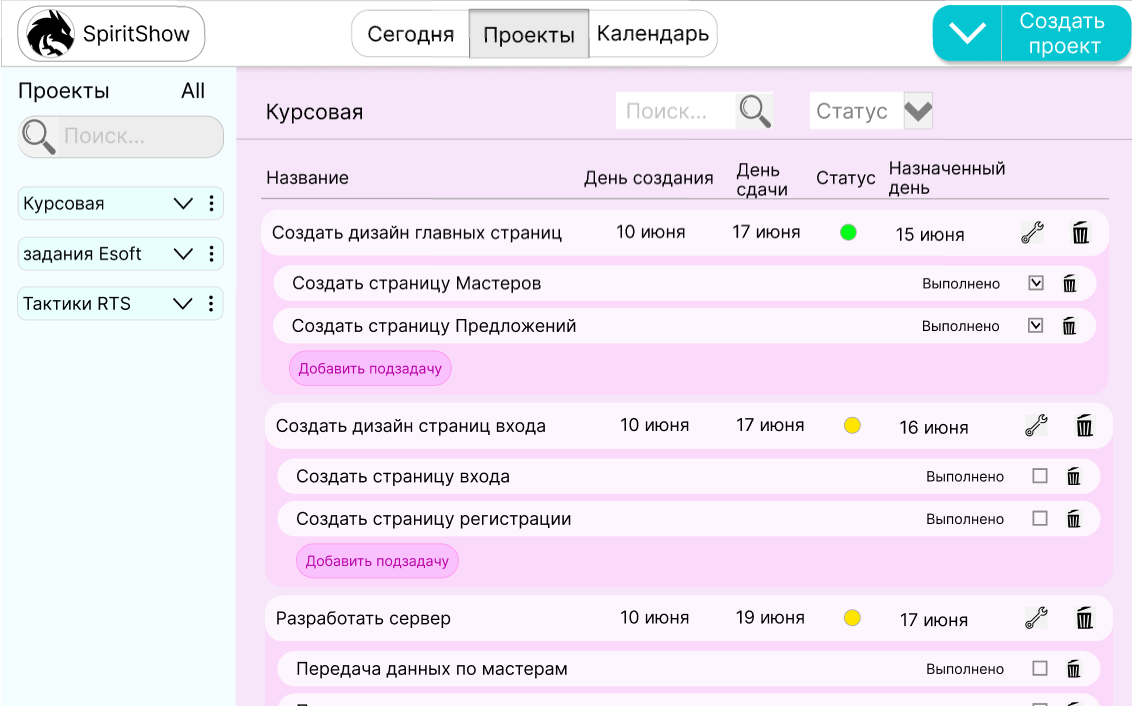 SpiritShow
Сегодня
Проекты
Календарь
Создать
проект
Проекты
All
Поиск...
Курсовая
задания Esoft
Тактики RTS
Курсовая
Поиск...
Статус
Название
День создания
День
сдачи
Статус
Назначенный
день
Создать дизайн главных страниц 10 июня 17 июня 15 июня
Создать страницу Мастеров Выполнено
Создать страницу Предложений Выполнено
Добавить подзадачу
Создать дизайн страниц входа 10 июня 17 июня 16 июня
Создать страницу входа Выполнено
Создать страницу регистрации Выполнено
Добавить подзадачу
Разработать сервер 10 июня 19 июня 17 июня
Передача данных по мастерам Выполнено